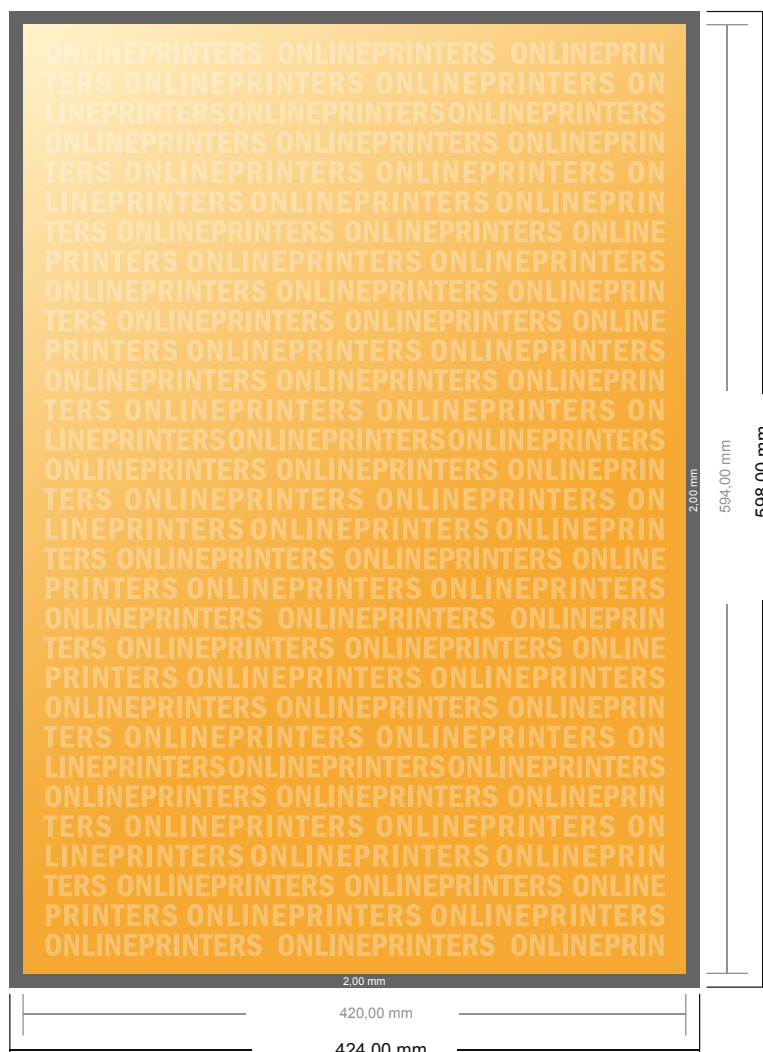 ONLINEPRINTERS ONLINEPRINTERS ONLINEPRIN
TERS ONLINEPRINTERS ONLINEPRINTERS ON
LINEPRINTERSONLINEPRINTERSONLINEPRINTERS
ONLINEPRINTERS ONLINEPRINTERS ONLINEPRIN
TERS ONLINEPRINTERS ONLINEPRINTERS ON
LINEPRINTERS ONLINEPRINTERS ONLINEPRIN
TERS ONLINEPRINTERS ONLINEPRINTERS ONLINE
PRINTERS ONLINEPRINTERS ONLINEPRINTERS
ONLINEPRINTERS ONLINEPRINTERS ONLINEPRIN
TERS ONLINEPRINTERS ONLINEPRINTERS ONLINE
PRINTERS ONLINEPRINTERS ONLINEPRINTERS
ONLINEPRINTERS ONLINEPRINTERS ONLINEPRIN
TERS ONLINEPRINTERS ONLINEPRINTERS ON
LINEPRINTERSONLINEPRINTERSONLINEPRINTERS
ONLINEPRINTERS ONLINEPRINTERS ONLINEPRIN
TERS ONLINEPRINTERS ONLINEPRINTERS ON
LINEPRINTERS ONLINEPRINTERS ONLINEPRIN
TERS ONLINEPRINTERS ONLINEPRINTERS ONLINE
PRINTERS ONLINEPRINTERS ONLINEPRINTERS
ONLINEPRINTERS ONLINEPRINTERS ONLINEPRIN
TERS ONLINEPRINTERS ONLINEPRINTERS ONLINE
PRINTERS ONLINEPRINTERS ONLINEPRINTERS
ONLINEPRINTERS ONLINEPRINTERS ONLINEPRIN
TERS ONLINEPRINTERS ONLINEPRINTERS ON
LINEPRINTERSONLINEPRINTERSONLINEPRINTERS
ONLINEPRINTERS ONLINEPRINTERS ONLINEPRIN
TERS ONLINEPRINTERS ONLINEPRINTERS ON
LINEPRINTERS ONLINEPRINTERS ONLINEPRIN
TERS ONLINEPRINTERS ONLINEPRINTERS ONLINE
PRINTERS ONLINEPRINTERS ONLINEPRINTERS
ONLINEPRINTERS ONLINEPRINTERS ONLINEPRIN
2,00 mm
594,00 mm
598,00 mm
2,00 mm
420,00 mm
424,00 mm